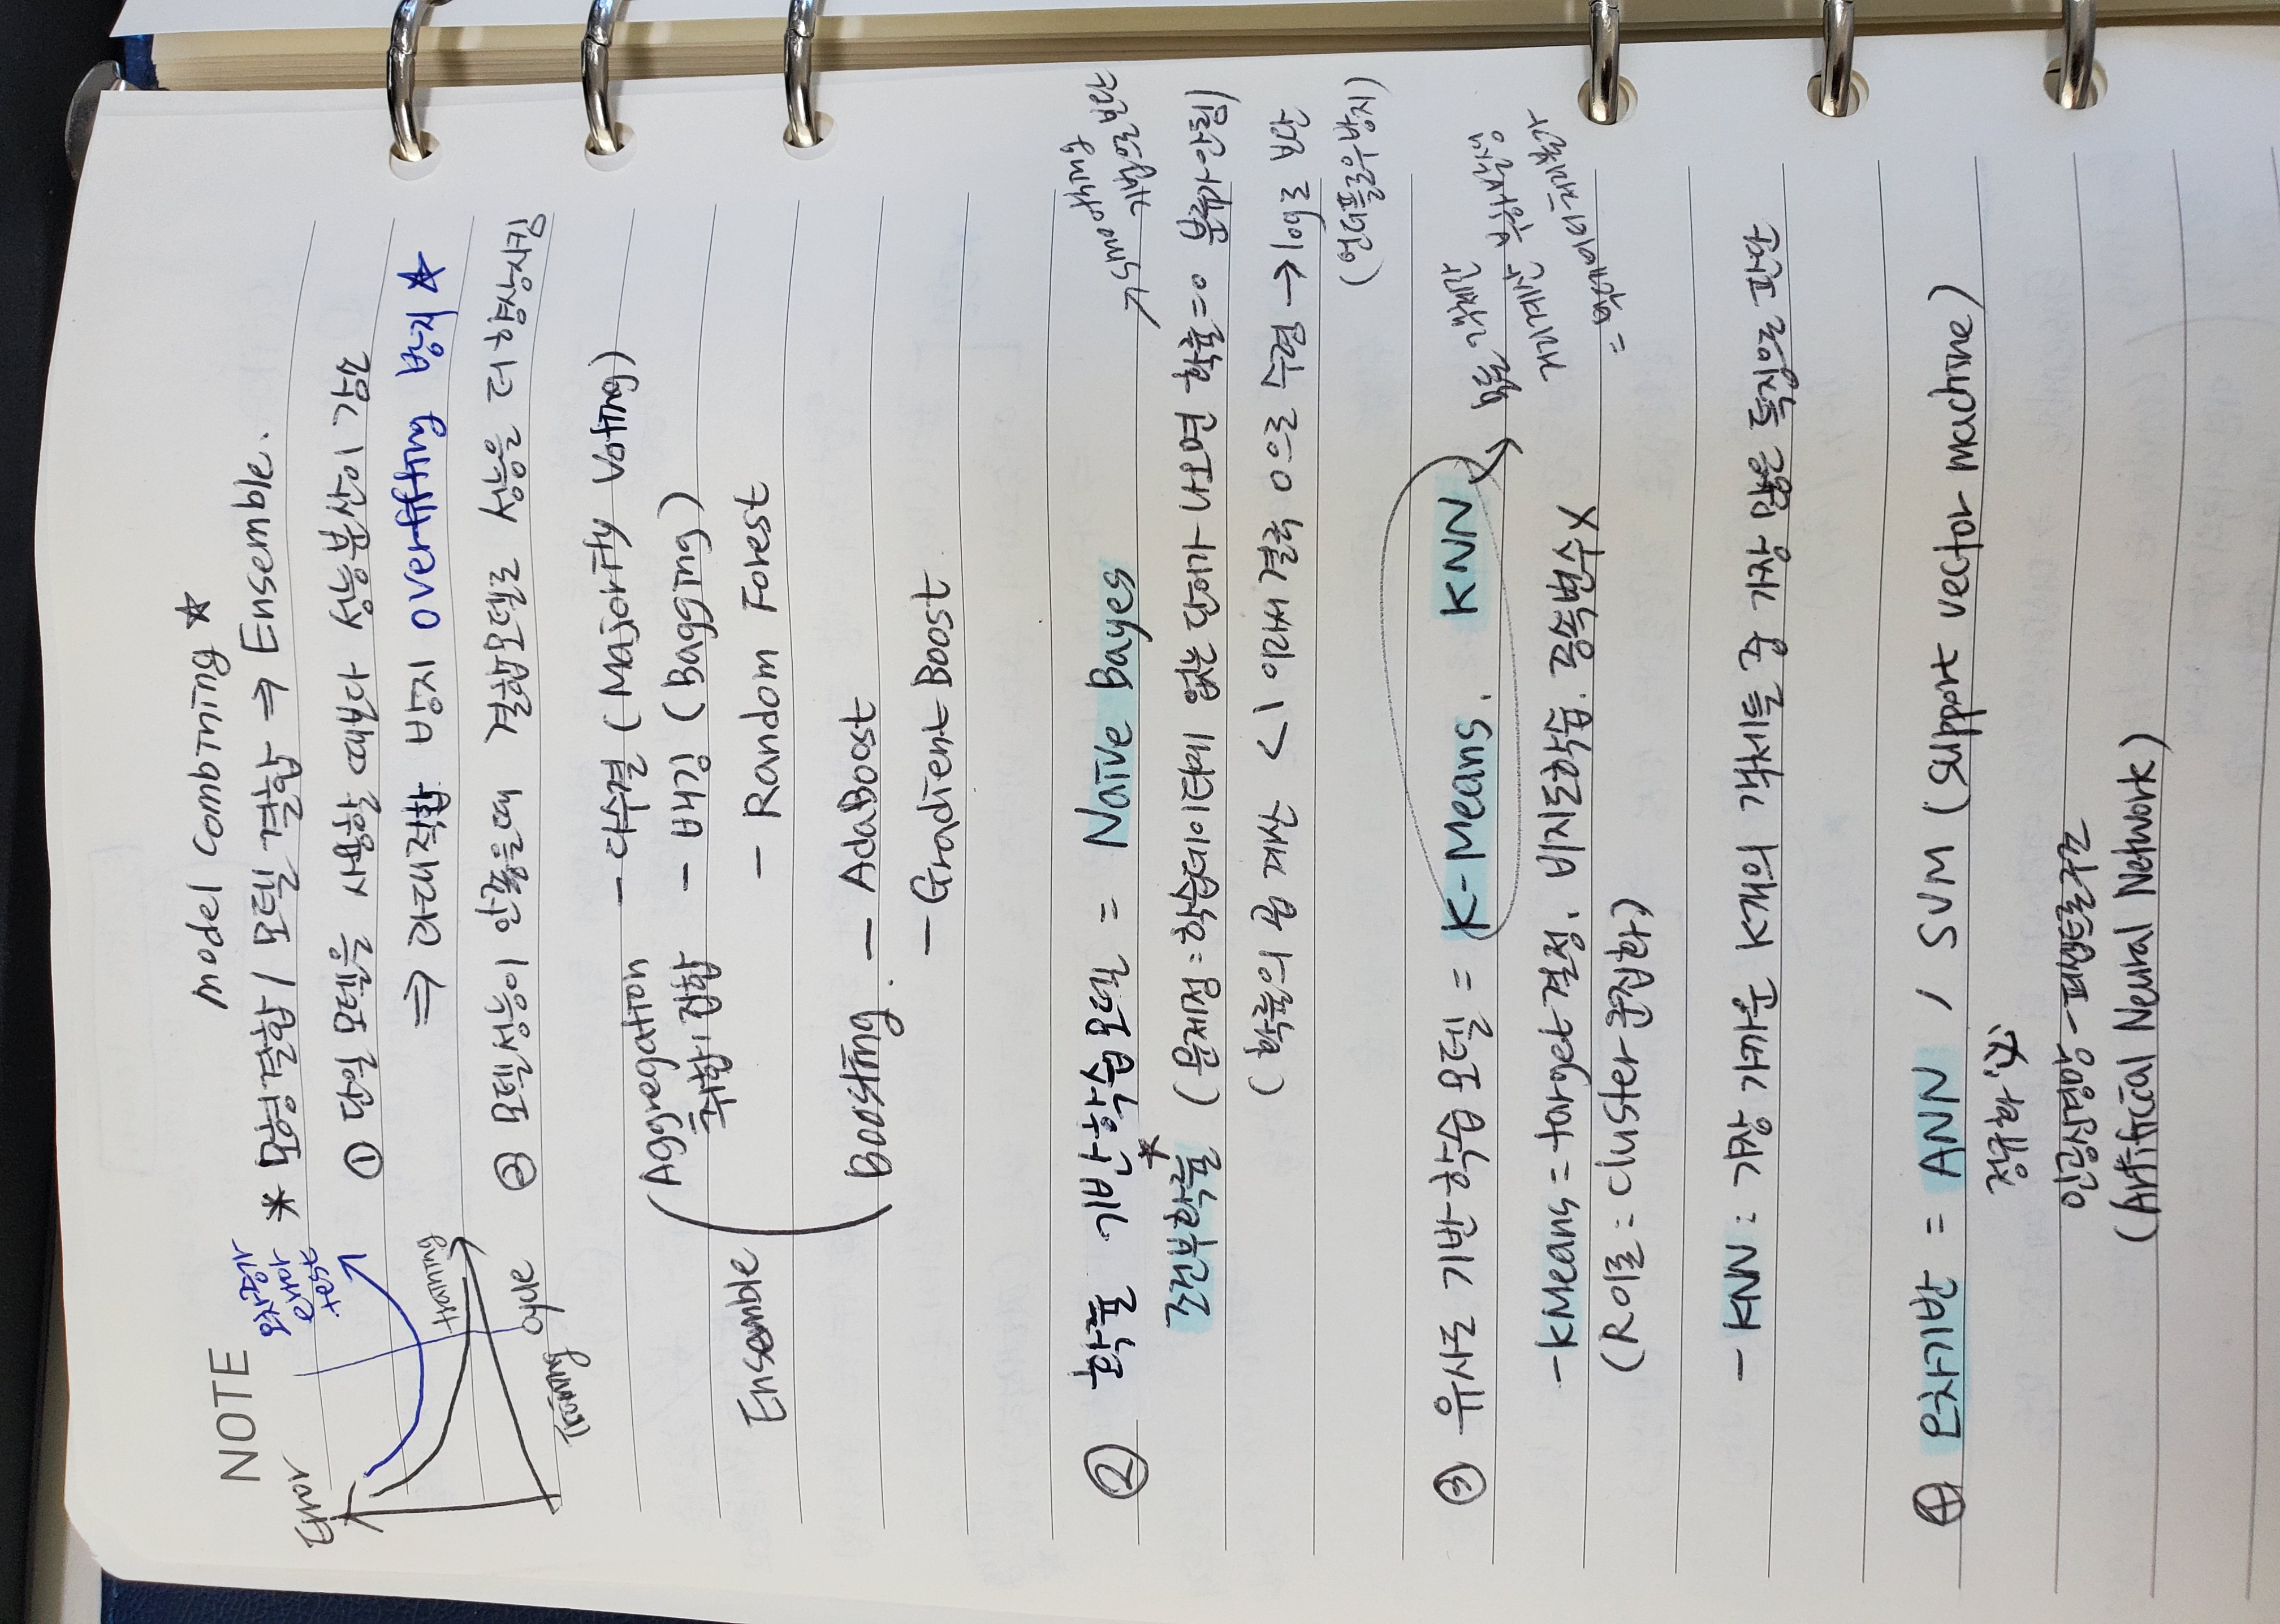 NOTE
model combining ☆
* 모형결합 / 모델 결합 ⇒ Ensemble.
Error
오차증가
error
test
training
Training cycle
① 단일 모델을 사용할 때보다 성능분산이 감소
⇒ 과대적합 방지 overfitting 방지 ☆
② 모델성능이 안좋을때 결합모델로 성능을 더 향상시킴
Ensemble
Aggregation
취합, 집합
- 다수결 (Majority Voting)
- 배깅 (Bagging)
- Random Forest
Boosting - AdaBoost
- Gradient Boost
② 확률 기반학습모델 = Naive Bayes
→ smoothing
기법으로 보완
조건부확률 ☆ (문제점 : 학습데이터에 없는 단어가 나오면 확률=0 분류가 안됨)
(확률의 곱 계산 <1 이라서 결국 0으로 수렴 → log로 보완
(언더플로우방지)
③ 유사도 기반학습 모델 = K-Means. KNN
모든 객체간
거리계산 부하발생
= 빅데이터 처리불가
- kMeans = target 결정. 비지도학습. 종속변수X
(R이론 : cluster 군집화)
- KNN : 가장 가까운 K개의 객체들 중 가장 많은 특징으로 판단
④ 오차기반 = ANN / SVM (support vector machine)
정규화
인공신경망 - 퍼셉트론구조
(Artificial Neural Network)